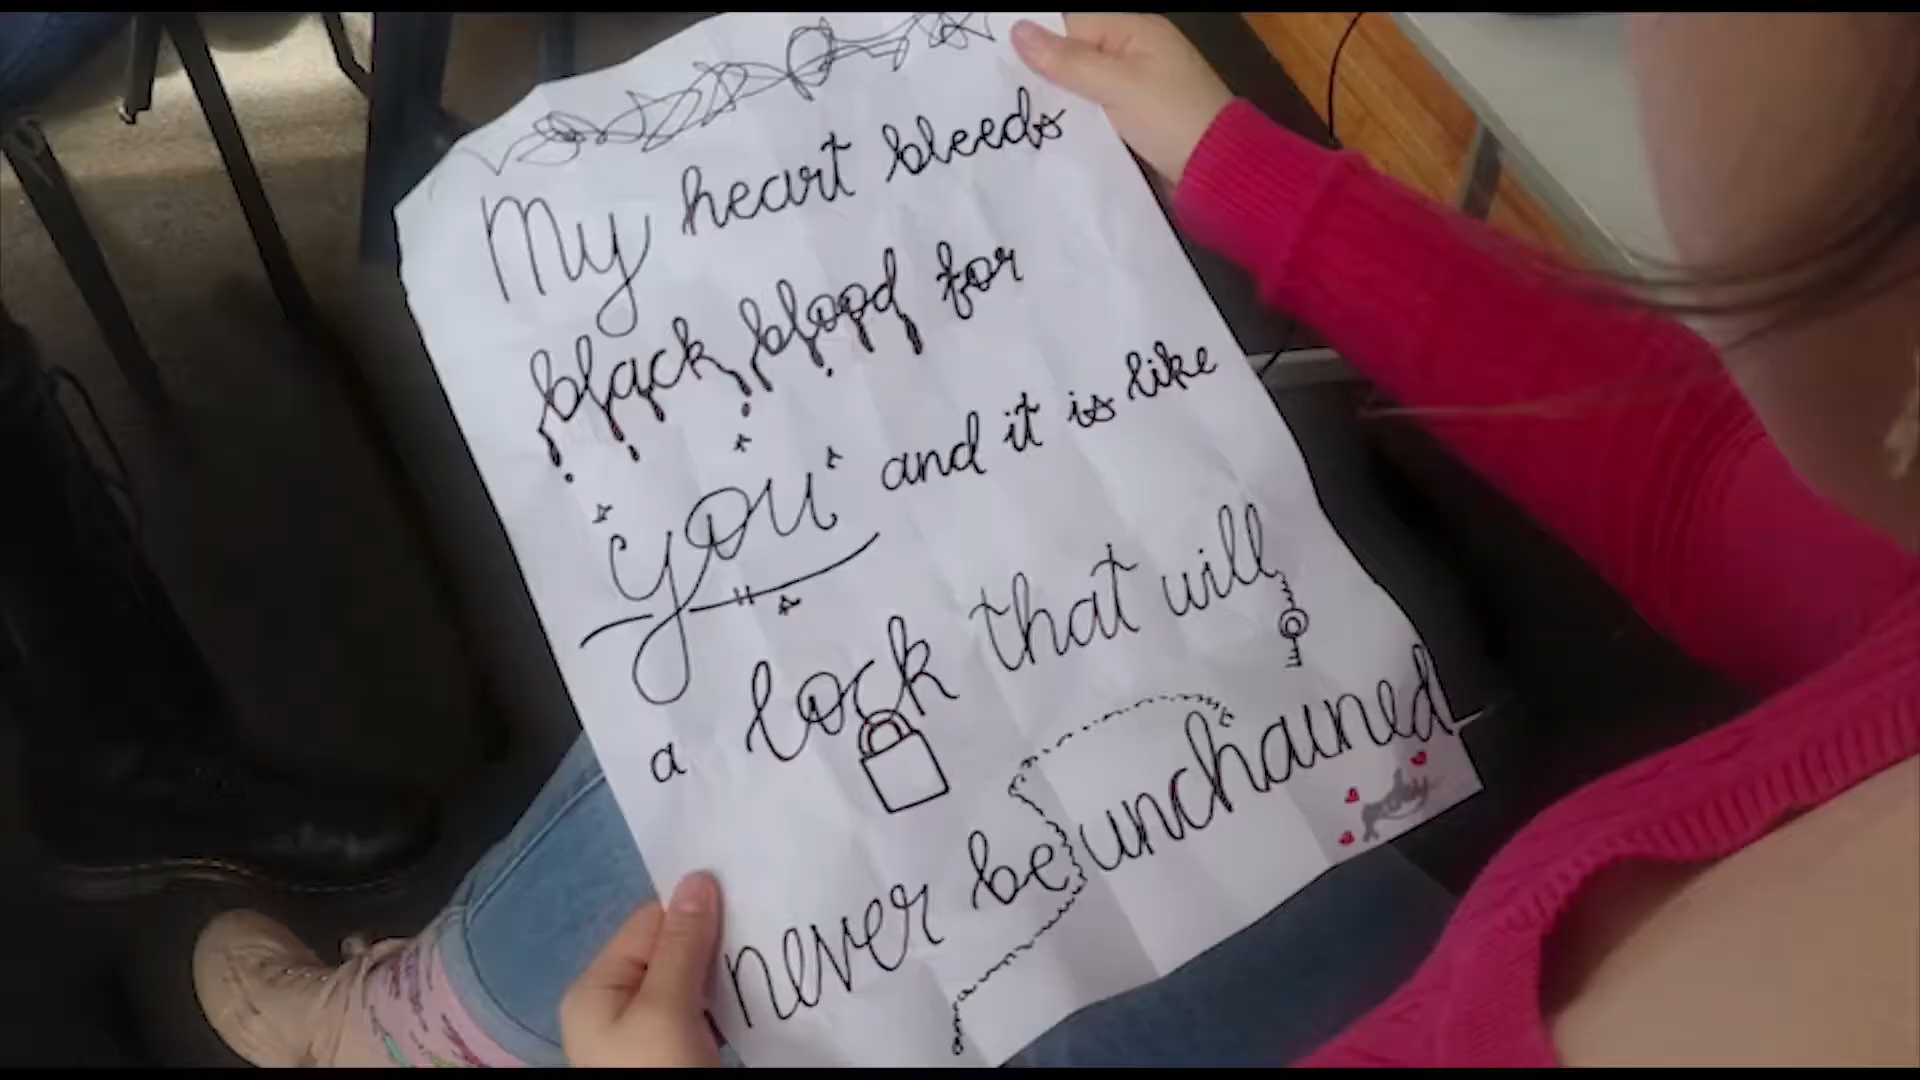 My heart bleeds
black blood for
you and it is like
a lock that will
never be unchained